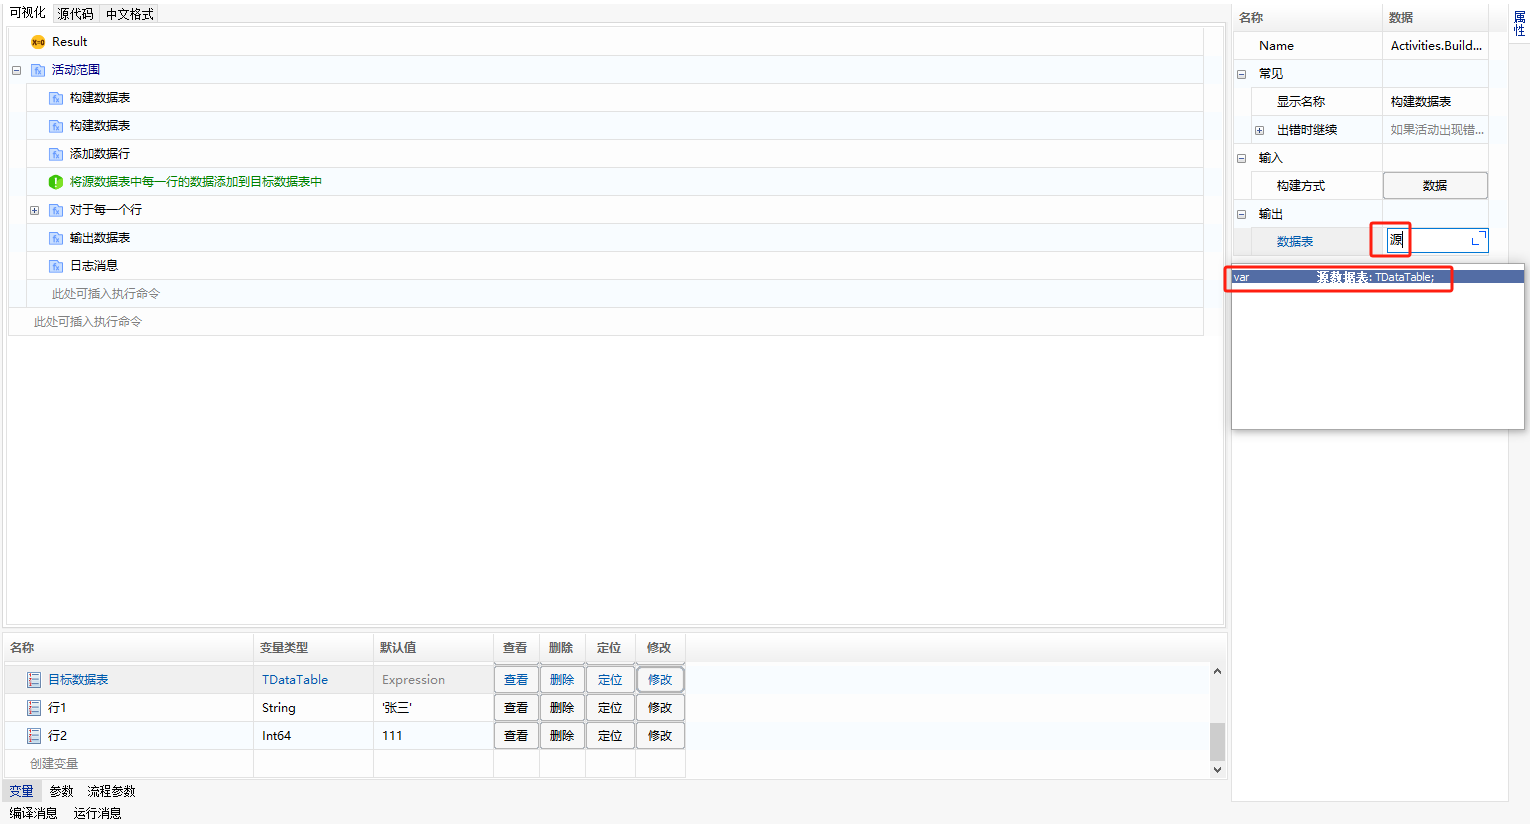 可视化 源代码 中文格式
Result
活动范围
构建数据表
构建数据表
添加数据行
将源数据表中每一行的数据添加到目标数据表中
对于每一个行
输出数据表
日志消息
此处可插入执行命令
此处可插入执行命令
名称 数据
Name Activities.Build...
常见
显示名称 构建数据表
出错时继续 如果活动出现错...
输入
构建方式 数据
输出
数据表 源
var 源数据表: TDataTable;
属性
名称 变量类型 默认值 查看 删除 定位 修改
目标数据表 TDataTable Expression 查看 删除 定位 修改
行1 String '张三' 查看 删除 定位 修改
行2 Int64 111 查看 删除 定位 修改
创建变量
变量 参数 流程参数
编译消息 运行消息